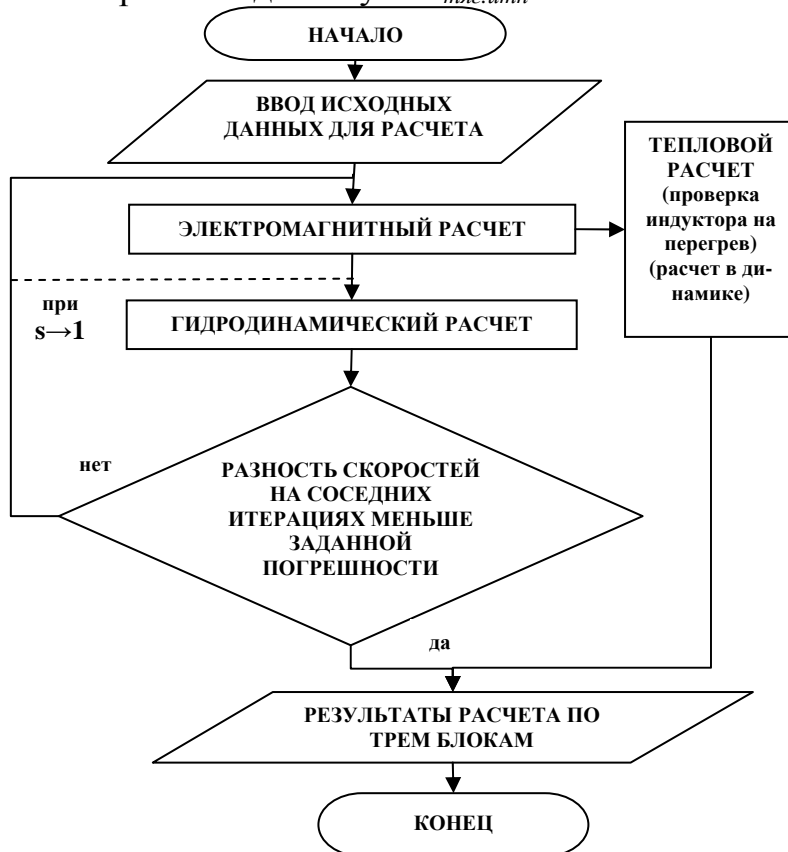 НАЧАЛО
ВВОД ИСХОДНЫХ
ДАННЫХ ДЛЯ РАСЧЕТА
ТЕПЛОВОЙ
РАСЧЕТ
(проверка
индуктора на
перегрев)
(расчет в ди-
намике)
ЭЛЕКТРОМАГНИТНЫЙ РАСЧЕТ
при
s→1
ГИДРОДИНАМИЧЕСКИЙ РАСЧЕТ
нет
РАЗНОСТЬ СКОРОСТЕЙ
НА СОСЕДНИХ
ИТЕРАЦИЯХ МЕНЬШЕ
ЗАДАННОЙ
ПОГРЕШНОСТИ
да
РЕЗУЛЬТАТЫ РАСЧЕТА ПО
ТРЕМ БЛОКАМ
КОНЕЦ